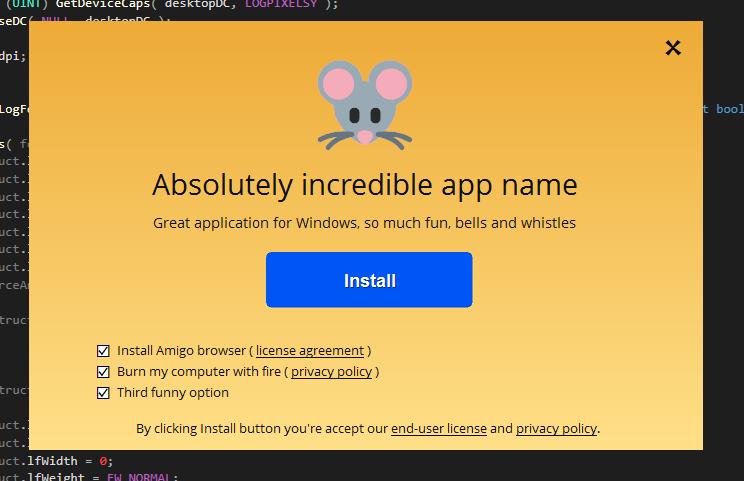 (UINT) GetDeviceCaps( desktopDC, LOGPIXELSY );
seDC( NULL, desktopDC );
dpi;
LogFo
t bool
s( fo
uct.l
uct.l
uct.l
uct.l
uct.l
uct.l
uct.l
rceAn
truct
truct
uct.l
uct.l
Absolutely incredible app name
Great application for Windows, so much fun, bells and whistles
Install
Install Amigo browser ( license agreement )
Burn my computer with fire ( privacy policy )
Third funny option
By clicking Install button you're accept our end-user license and privacy policy.
uct.lfWidth = 0;
uct.lfWeight = FW_NORMAL;